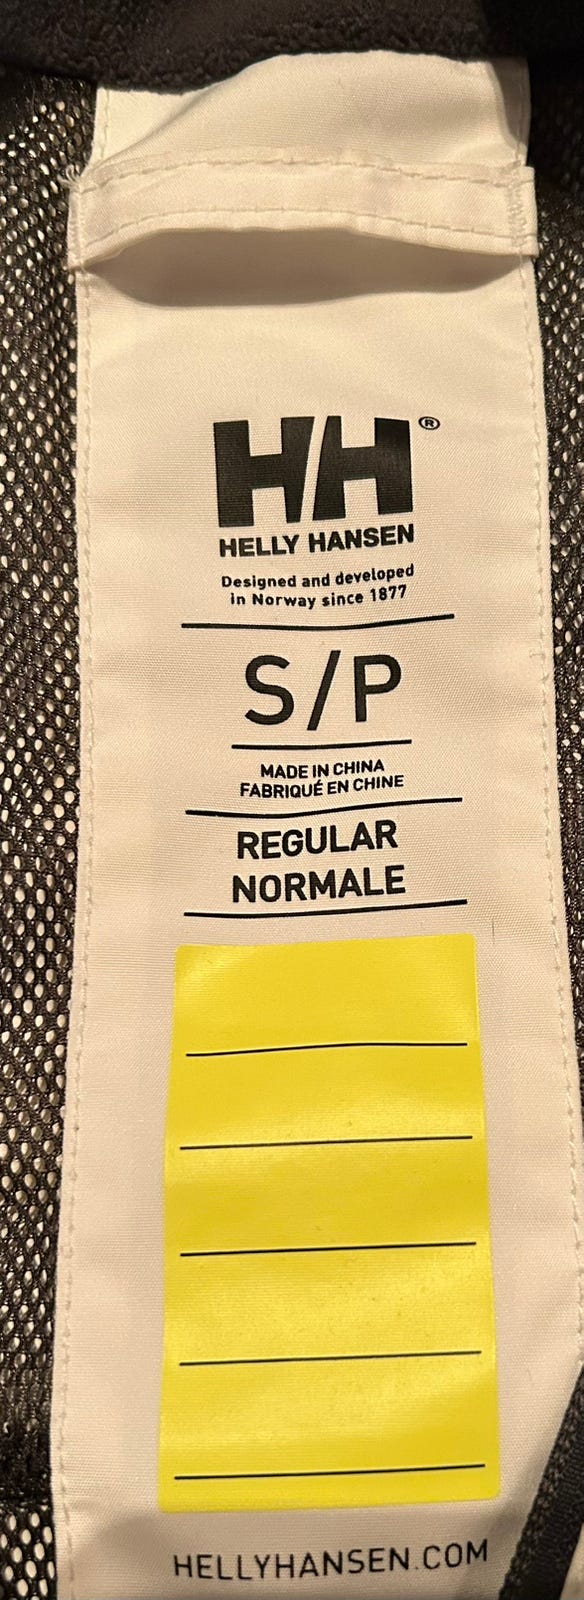 HH®
HELLY HANSEN
Designed and developed
in Norway since 1877
S/P
MADE IN CHINA
FABRIQUÉ EN CHINE
REGULAR
NORMALE
HELLYHANSEN.COM